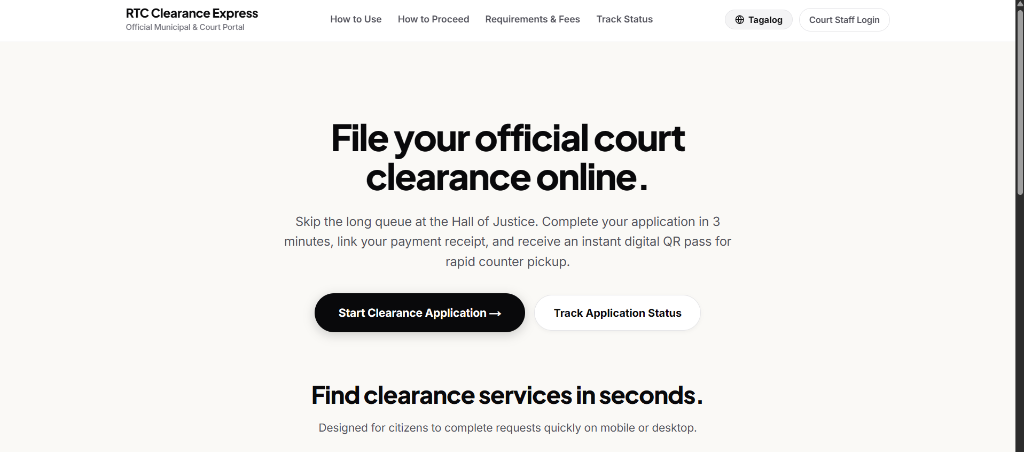 RTC Clearance Express
Official Municipal & Court Portal
How to Use
How to Proceed
Requirements & Fees
Track Status
Tagalog
Court Staff Login
File your official court
clearance online.
Skip the long queue at the Hall of Justice. Complete your application in 3
minutes, link your payment receipt, and receive an instant digital QR pass for
rapid counter pickup.
Start Clearance Application →
Track Application Status
Find clearance services in seconds.
Designed for citizens to complete requests quickly on mobile or desktop.